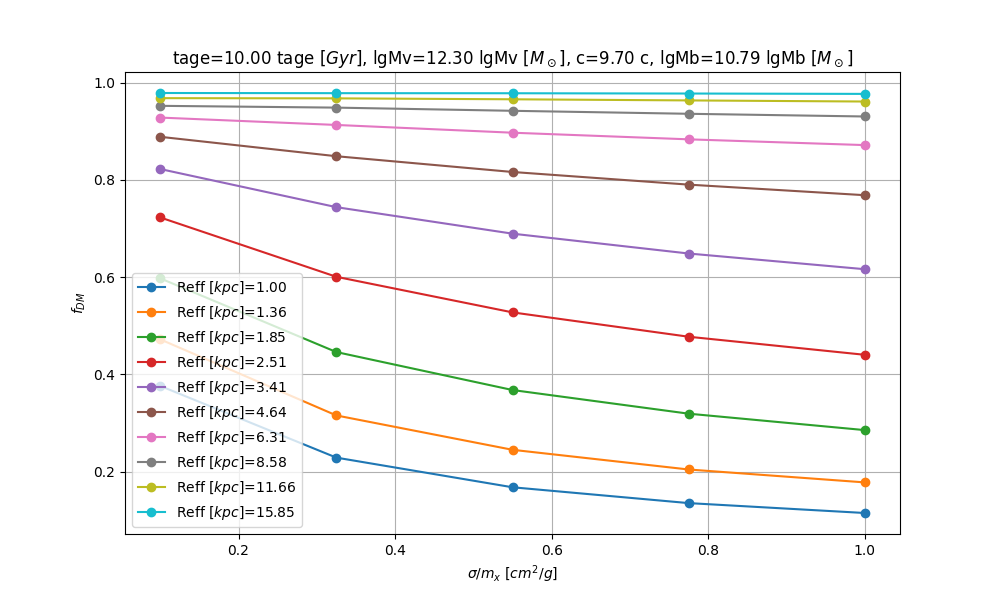 tage=10.00 tage [Gyr], lgMv=12.30 lgMv [M_⊙], c=9.70 c, lgMb=10.79 lgMb [M_⊙]
1.0
0.8
0.6
0.4
0.2
f_{DM}
Reff [kpc]=1.00
Reff [kpc]=1.36
Reff [kpc]=1.85
Reff [kpc]=2.51
Reff [kpc]=3.41
Reff [kpc]=4.64
Reff [kpc]=6.31
Reff [kpc]=8.58
Reff [kpc]=11.66
Reff [kpc]=15.85
0.2 0.4 0.6 0.8 1.0
σ/m_x [cm²/g]